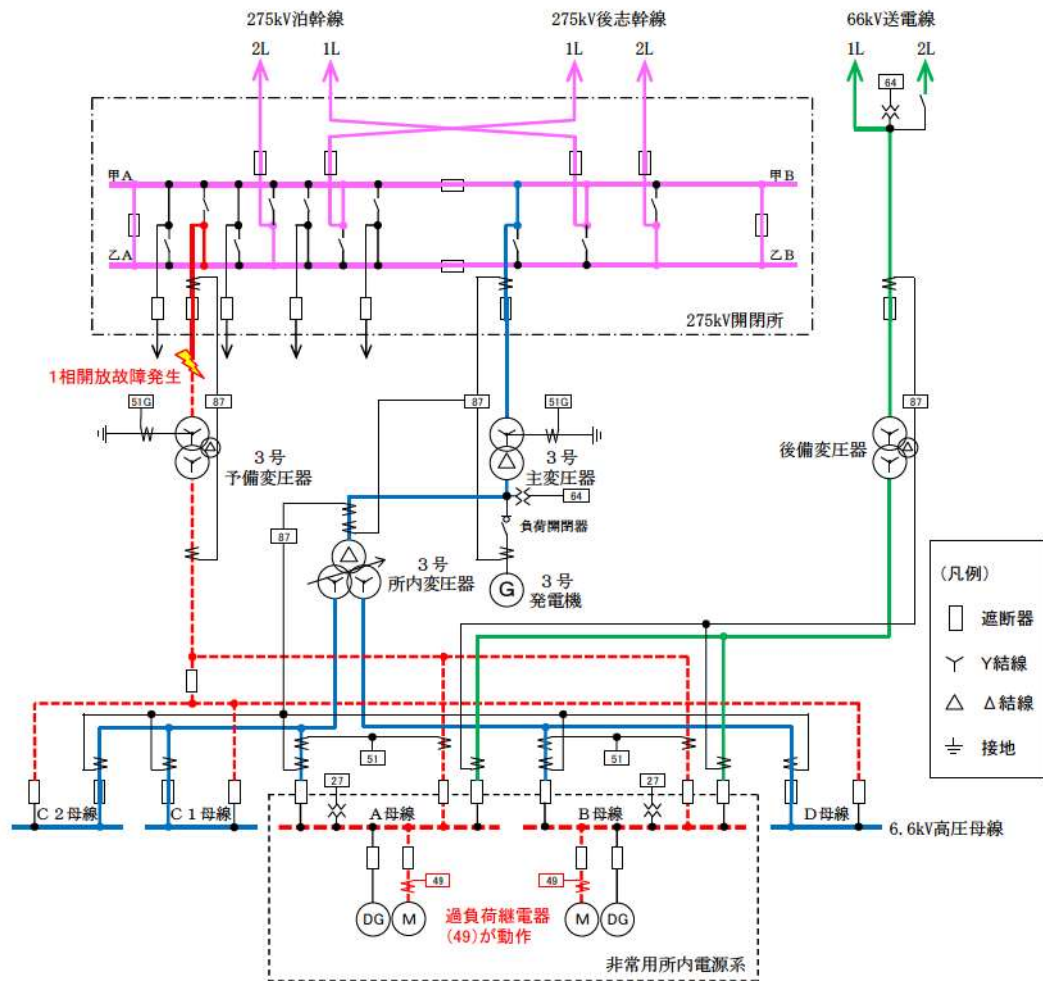 275kV泊幹線
275kV後志幹線
66kV送電線
2L
1L
1L
2L
1L
2L
64
甲A
甲B
乙A
乙B
275kV開閉所
1相開放故障発生
51G
87
87
51G
87
3号
予備変圧器
3号
主変圧器
後備変圧器
64
87
負荷開閉器
3号
所内変圧器
G
3号
発電機
(凡例)
遮断器
Y結線
Δ結線
接地
51
51
27
27
C2母線
C1母線
A母線
B母線
D母線
6.6kV高圧母線
49
49
DG
M
過負荷継電器
(49)が動作
M
DG
非常用所内電源系